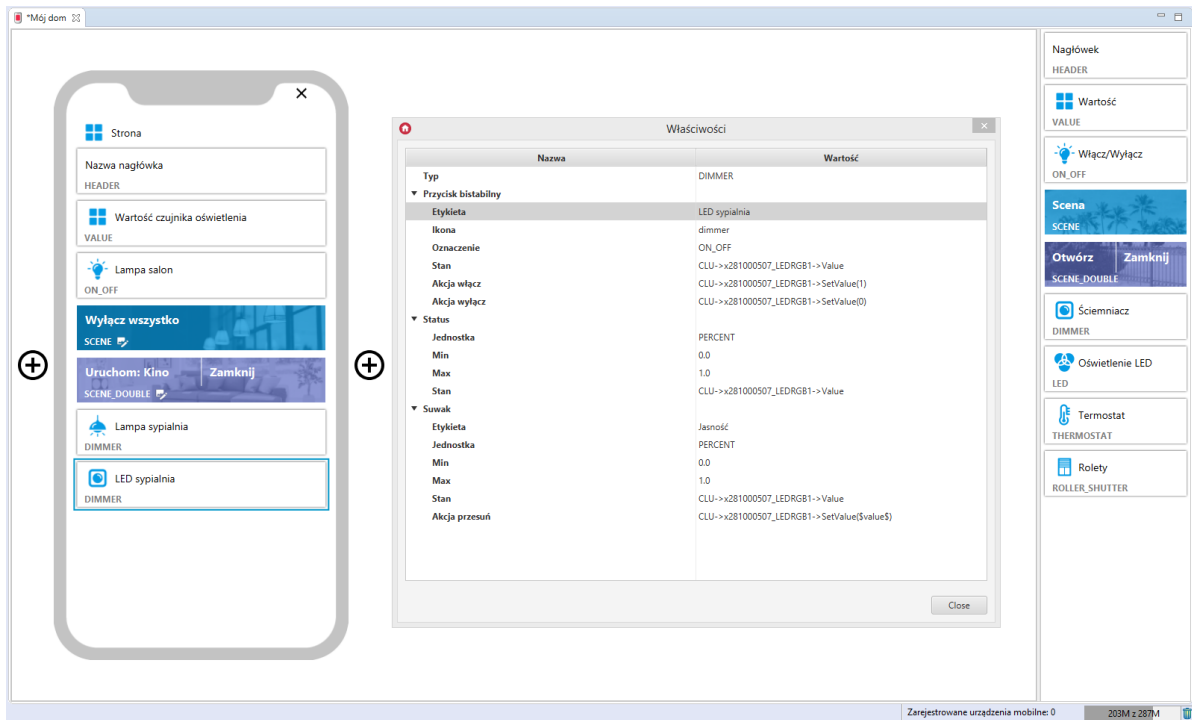 *Mój dom
Strona
Nazwa nagłówka
HEADER
Wartość czujnika oświetlenia
VALUE
Lampa salon
ON_OFF
Wyłącz wszystko
SCENE
Uruchom: Kino Zamknij
SCENE_DOUBLE
Lampa sypialnia
DIMMER
LED sypialnia
DIMMER
Właściwości
Nazwa Wartość
Typ DIMMER
Przycisk bistabilny
Etykieta LED sypialnia
Ikona dimmer
Oznaczenie ON_OFF
Stan CLU->x281000507_LEDRGB1->Value
Akcja włącz CLU->x281000507_LEDRGB1->SetValue(1)
Akcja wyłącz CLU->x281000507_LEDRGB1->SetValue(0)
Status
Jednostka PERCENT
Min 0.0
Max 1.0
Stan CLU->x281000507_LEDRGB1->Value
Suwak
Etykieta Jasność
Jednostka PERCENT
Min 0.0
Max 1.0
Stan CLU->x281000507_LEDRGB1->Value
Akcja przesuń CLU->x281000507_LEDRGB1->SetValue($value$)
Close
Nagłówek
HEADER
Wartość
VALUE
Włącz/Wyłącz
ON_OFF
Scena
SCENE
Otwórz Zamknij
SCENE_DOUBLE
Ściemniacz
DIMMER
Oświetlenie LED
LED
Termostat
THERMOSTAT
Rolety
ROLLER_SHUTTER
Zarejestrowane urządzenia mobilne: 0 203M z 287M